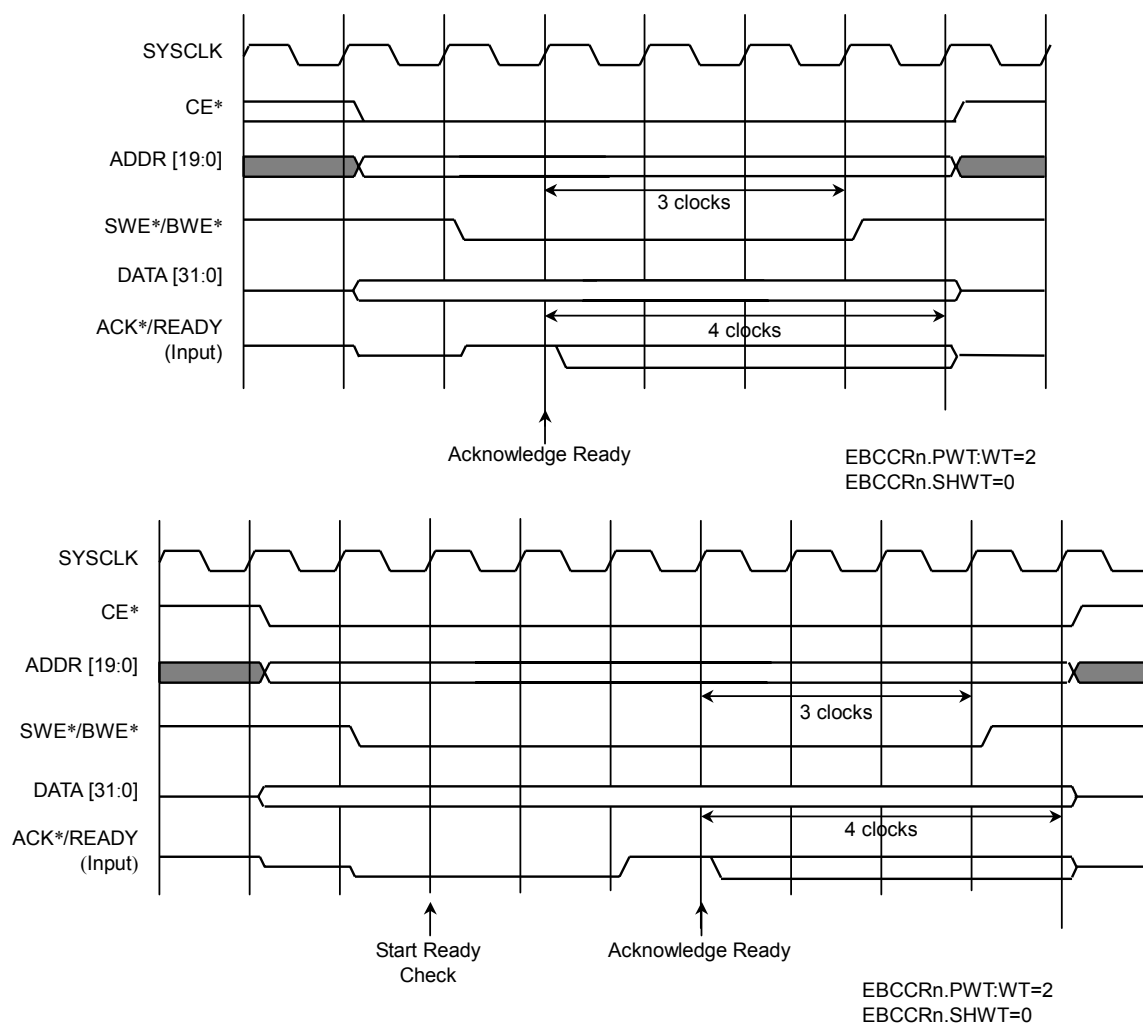 SYSCLK
CE*
ADDR [19:0]
3 clocks
SWE*/BWE*
DATA [31:0]
ACK*/READY
4 clocks
(Input)
Acknowledge Ready
EBCCRn.PWT:WT=2
EBCCRn.SHWT=0
SYSCLK
CE*
ADDR [19:0]
3 clocks
SWE*/BWE*
DATA [31:0]
ACK*/READY
4 clocks
(Input)
Start Ready
Check
Acknowledge Ready
EBCCRn.PWT:WT=2
EBCCRn.SHWT=0